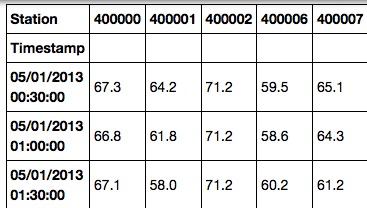 Station 400000 400001 400002 400006 400007
Timestamp
05/01/2013
00:30:00 67.3 64.2 71.2 59.5 65.1
05/01/2013
01:00:00 66.8 61.8 71.2 58.6 64.3
05/01/2013
01:30:00 67.1 58.0 71.2 60.2 61.2